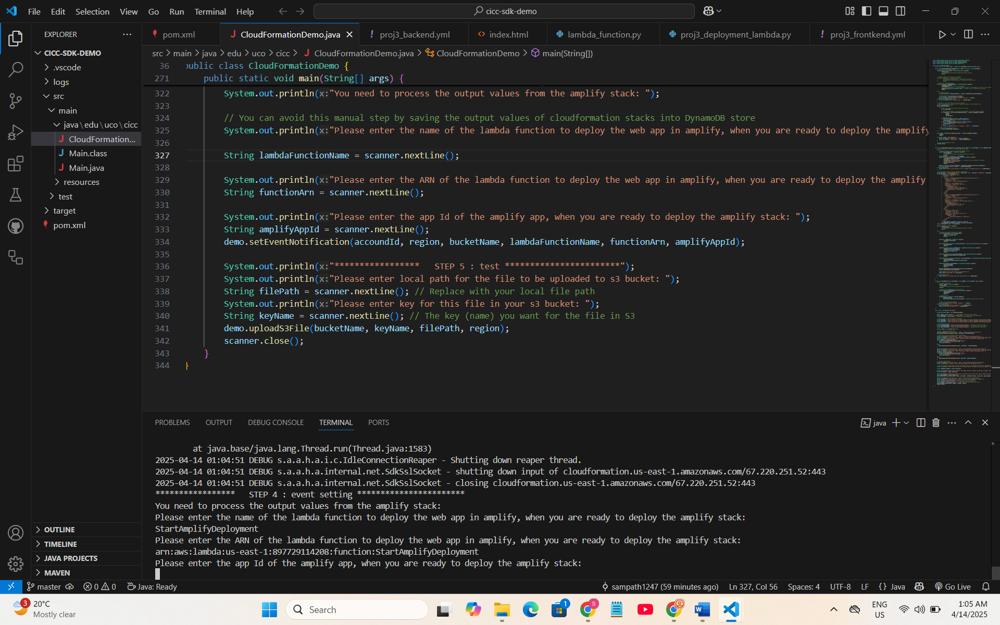 File Edit Selection View Go Run Terminal Help
cicc-sdk-demo
EXPLORER
pom.xml
CloudFormationDemo.java
proj3_backend.yml
index.html
lambda_function.py
proj3_deployment_lambda.py
proj3_frontkend.yml
src > main > java > edu > uco > cicc > CloudFormationDemo.java > CloudFormationDemo > main(String[])
CICC-SDK-DEMO
.vscode
logs
src
main
java\edu\uco\cicc
CloudFormation...
Main.class
Main.java
resources
test
target
pom.xml
OUTLINE
TIMELINE
JAVA PROJECTS
MAVEN
36 public class CloudFormationDemo {
271 public static void main(String[] args) {
322 System.out.println(x:"You need to process the output values from the amplify stack: ");
323
324 // You can avoid this manual step by saving the output values of cloudformation stacks into DynamoDB store
325 System.out.println(x:"Please enter the name of the lambda function to deploy the web app in amplify, when you are ready to deploy the amplify
326
327 String lambdaFunctionName = scanner.nextLine();
328
329 System.out.println(x:"Please enter the ARN of the lambda function to deploy the web app in amplify, when you are ready to deploy the amplify
330 String functionArn = scanner.nextLine();
331
332 System.out.println(x:"Please enter the app Id of the amplify app, when you are ready to deploy the amplify stack: ");
333 String amplifyAppId = scanner.nextLine();
334 demo.setEventNotification(accoundId, region, bucketName, lambdaFunctionName, functionArn, amplifyAppId);
335
336 System.out.println(x:"*****************   STEP 5 : test ***********************");
337 System.out.println(x:"Please enter local path for the file to be uploaded to s3 bucket: ");
338 String filePath = scanner.nextLine(); // Replace with your local file path
339 System.out.println(x:"Please enter key for this file in your s3 bucket: ");
340 String keyName = scanner.nextLine(); // The key (name) you want for the file in S3
341 demo.uploadS3File(bucketName, keyName, filePath, region);
342 scanner.close();
343 }
344 }
PROBLEMS OUTPUT DEBUG CONSOLE TERMINAL PORTS
java
at java.base/java.lang.Thread.run(Thread.java:1583)
2025-04-14 01:04:51 DEBUG s.a.a.h.a.i.c.IdleConnectionReaper - Shutting down reaper thread.
2025-04-14 01:04:51 DEBUG s.a.a.h.a.internal.net.SdkSslSocket - shutting down input of cloudformation.us-east-1.amazonaws.com/67.220.251.52:443
2025-04-14 01:04:51 DEBUG s.a.a.h.a.internal.net.SdkSslSocket - closing cloudformation.us-east-1.amazonaws.com/67.220.251.52:443
*****************   STEP 4 : event setting ***********************
You need to process the output values from the amplify stack:
Please enter the name of the lambda function to deploy the web app in amplify, when you are ready to deploy the amplify stack:
StartAmplifyDeployment
Please enter the ARN of the lambda function to deploy the web app in amplify, when you are ready to deploy the amplify stack:
arn:aws:lambda:us-east-1:897729114208:function:StartAmplifyDeployment
Please enter the app Id of the amplify app, when you are ready to deploy the amplify stack:
master 0 0 Java: Ready
sampath1247 (59 minutes ago) Ln 327, Col 56 Spaces: 4 UTF-8 LF {} Java Go Live
3
20°C
Mostly clear
Search
1
S
ENG
US
1:05 AM
4/14/2025